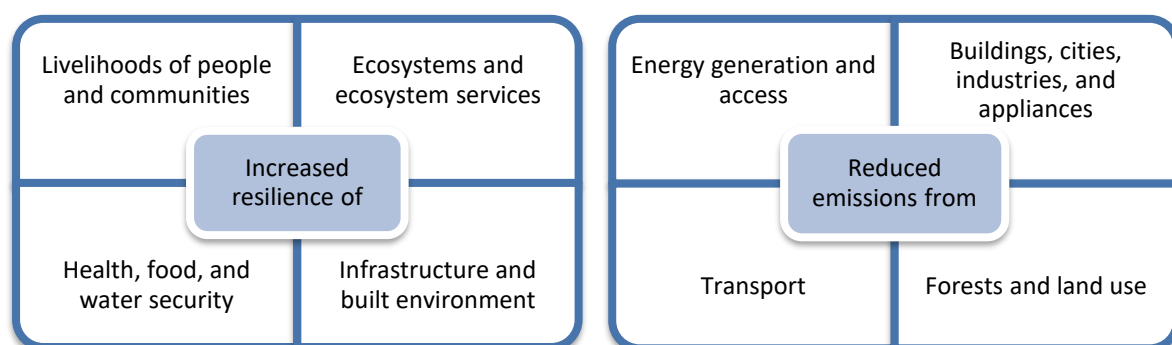 Livelihoods of people
and communities
Ecosystems and
ecosystem services
Increased
resilience of
Health, food, and
water security
Infrastructure and
built environment
Energy generation and
access
Buildings, cities,
industries, and
appliances
Reduced
emissions from
Transport
Forests and land use